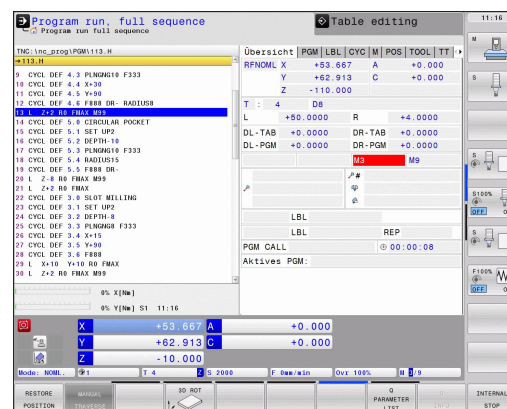 Program run, full sequence
Program run full sequence
Table editing
11:16
TNC:\nc_prog\PGM\113.H
→113.H
9 CYCL DEF 4.3 PLNGNG10 F333
10 CYCL DEF 4.4 X+30
11 CYCL DEF 4.5 Y+90
12 CYCL DEF 4.6 F888 DR- RADIUS8
13 L Z+2 R0 FMAX M99
14 CYCL DEF 5.0 CIRCULAR POCKET
15 CYCL DEF 5.1 SET UP2
16 CYCL DEF 5.2 DEPTH-10
17 CYCL DEF 5.3 PLNGNG10 F333
18 CYCL DEF 5.4 RADIUS15
19 CYCL DEF 5.5 F888 DR-
20 L Z-8 R0 FMAX M99
21 L Z+2 R0 FMAX
22 CYCL DEF 3.0 SLOT MILLING
23 CYCL DEF 3.1 SET UP2
24 CYCL DEF 3.2 DEPTH-8
25 CYCL DEF 3.3 PLNGNG8 F333
26 CYCL DEF 3.4 X+15
27 CYCL DEF 3.5 Y+90
28 CYCL DEF 3.6 F888
29 L X+10 Y+10 R0 FMAX
30 L Z+2 R0 FMAX M99
0% X[Nm]
0% Y[Nm] S1 11:16
Übersicht PGM LBL CYC M POS TOOL TT
RFNOML X +53.667 A +0.000
Y +62.913 C +0.000
Z -110.000
T : 4 D8
L +50.0000 R +4.0000
DL-TAB +0.0000 DR-TAB +0.0000
DL-PGM +0.0000 DR-PGM +0.0000
M3 M9
#
LBL
LBL REP
PGM CALL 00:00:08
Aktives PGM:
X +53.667 A +0.000
Y +62.913 C +0.000
Z -10.000
Mode: NOML. 1 T 4 Z S 2000 F 0mm/min Ovr 100% M 3/9
M
S
S
S100%
OFF
S
F100%
OFF
RESTORE POSITION
MANUAL TRAVERSE
3D ROT
Q PARAMETER LIST
Q INFO
INTERNAL STOP